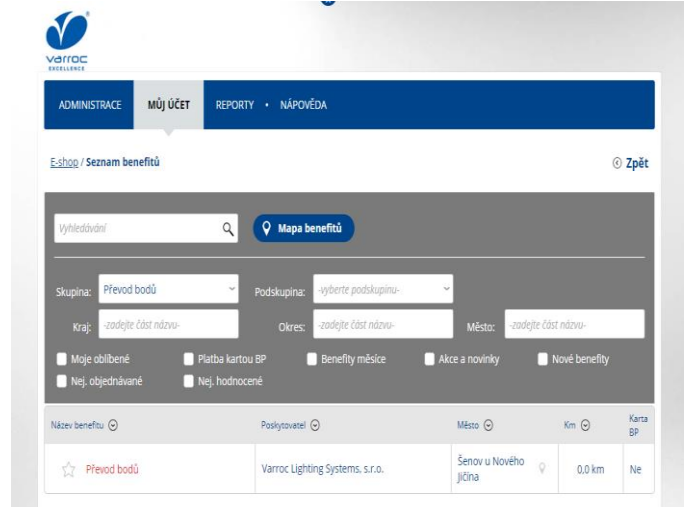 varroc
EXCELLENCE
ADMINISTRACE MŮJ ÚČET REPORTY • NÁPOVĚDA
E-shop / Seznam benefitů Zpět
Vyhledávání Mapa benefitů
Skupina: Převod bodů Podskupina: -vyberte podskupinu-
Kraj: -zadejte část názvu- Okres: -zadejte část názvu- Město: -zadejte část názvu-
Moje oblíbené Platba kartou BP Benefity měsíce Akce a novinky Nové benefity
Nej. objednávané Nej. hodnocené
Název benefitu Poskytovatel Město Km Karta BP
Převod bodů Varroc Lighting Systems, s.r.o. Šenov u Nového Jičína 0,0 km Ne